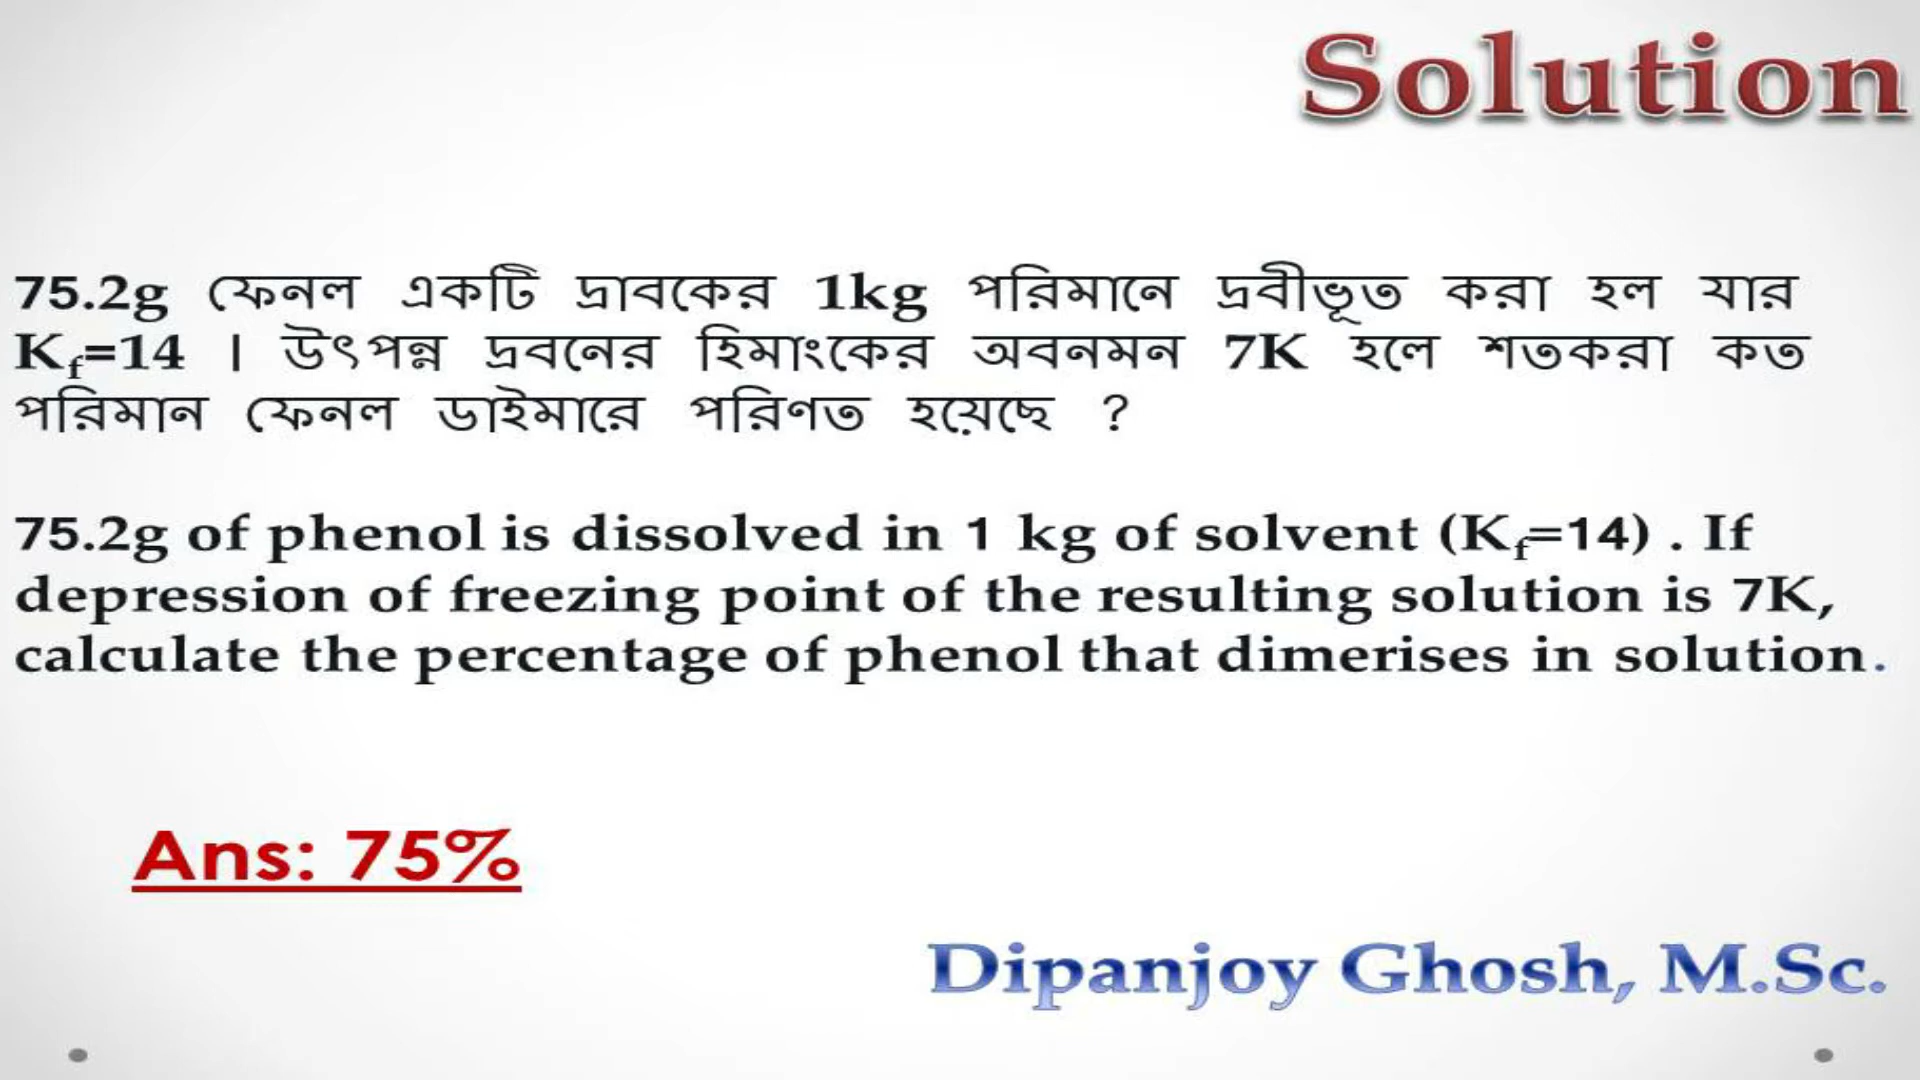 Solution
75.2g ফেনল একটি দ্রাবকের 1kg পরিমানে দ্রবীভূত করা হল যার
K_f=14 । উৎপন্ন দ্রবনের হিমাংকের অবনমন 7K হলে শতকরা কত
পরিমান ফেনল ডাইমারে পরিণত হয়েছে ?
75.2g of phenol is dissolved in 1 kg of solvent (K_f=14) . If
depression of freezing point of the resulting solution is 7K,
calculate the percentage of phenol that dimerises in solution.
Ans: 75%
Dipanjoy Ghosh, M.Sc.